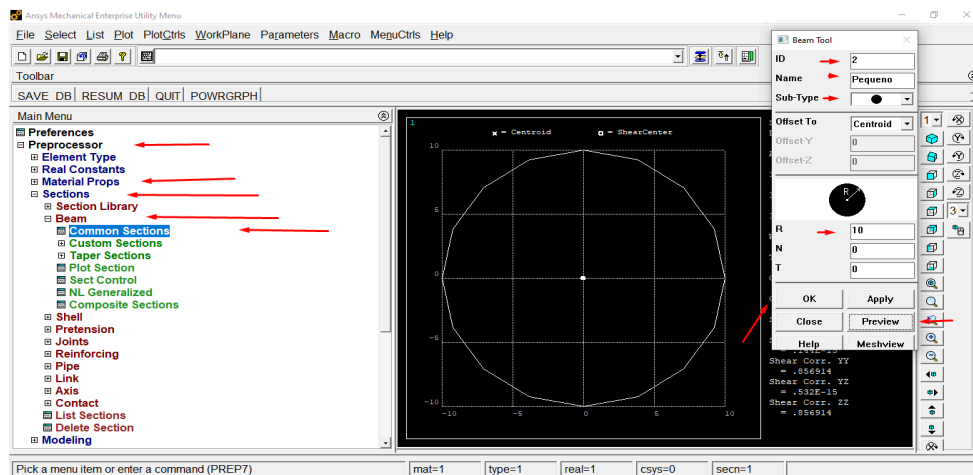 Ansys Mechanical Enterprise Utility Menu
File Select List Plot PlotCtrls WorkPlane Parameters Macro MenuCtrls Help
Toolbar
SAVE_DB RESUM_DB QUIT POWRGRPH
Main Menu
Preferences
Preprocessor
Element Type
Real Constants
Material Props
Sections
Section Library
Beam
Common Sections
Custom Sections
Taper Sections
Plot Section
Sect Control
NL Generalized
Composite Sections
Shell
Pretension
Joints
Reinforcing
Pipe
Link
Axis
Contact
List Sections
Delete Section
Modeling
1
× = Centroid
= ShearCenter
10
5
0
-5
-10
-10 -5 0 5 10
Shear Corr. YY
= .856914
Shear Corr. YZ
= .532E-15
Shear Corr. ZZ
= .856914
Beam Tool
ID 2
Name Pequeno
Sub-Type
Offset To Centroid
Offset-Y 0
Offset-Z 0
R
R 10
N 0
T 0
OK Apply
Close Preview
Help Meshview
1
3
Pick a menu item or enter a command (PREP7)
mat=1
type=1
real=1
csys=0
secn=1